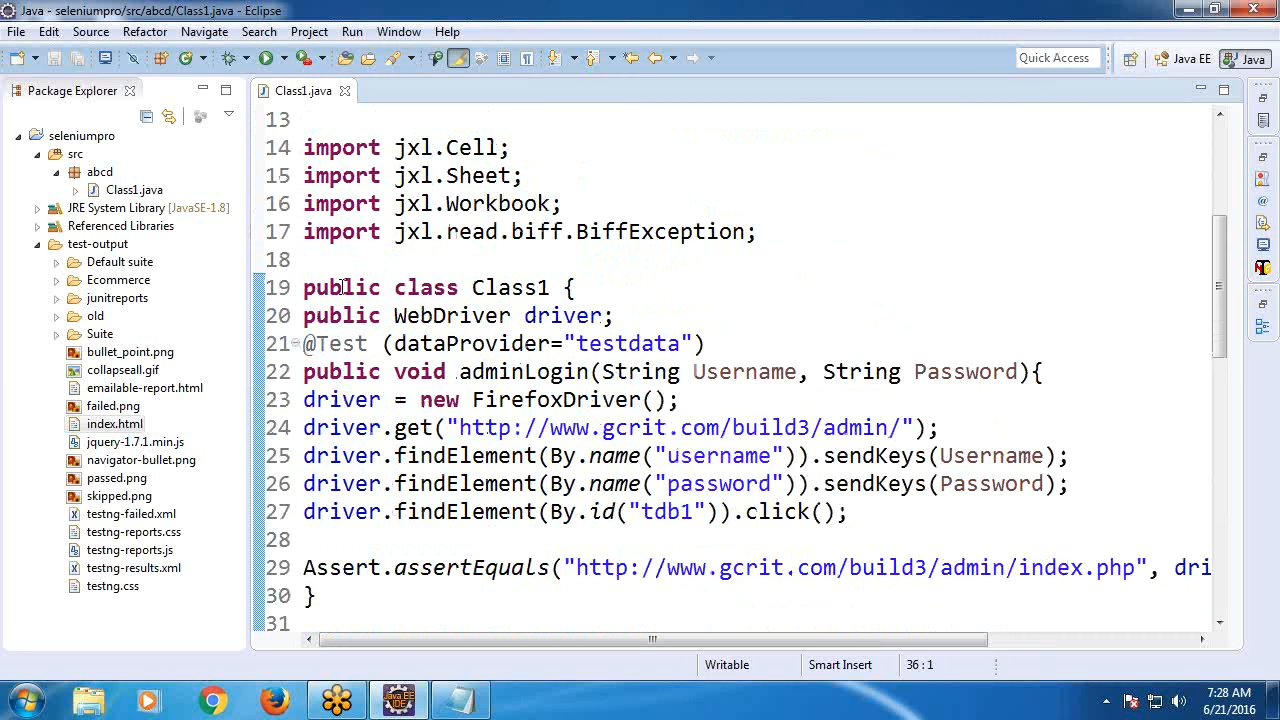 Java - seleniumpro/src/abcd/Class1.java - Eclipse
File Edit Source Refactor Navigate Search Project Run Window Help
Quick Access
Java EE
Java
Package Explorer
Class1.java
seleniumpro
src
abcd
Class1.java
JRE System Library [JavaSE-1.8]
Referenced Libraries
test-output
Default suite
Ecommerce
junitreports
old
Suite
bullet_point.png
collapseall.gif
emailable-report.html
failed.png
index.html
jquery-1.7.1.min.js
navigator-bullet.png
passed.png
skipped.png
testng-failed.xml
testng-reports.css
testng-reports.js
testng-results.xml
testng.css
13
14 import jxl.Cell;
15 import jxl.Sheet;
16 import jxl.Workbook;
17 import jxl.read.biff.BiffException;
18
19 public class Class1 {
20 public WebDriver driver;
21 @Test (dataProvider="testdata")
22 public void adminLogin(String Username, String Password){
23 driver = new FirefoxDriver();
24 driver.get("http://www.gcrit.com/build3/admin/");
25 driver.findElement(By.name("username")).sendKeys(Username);
26 driver.findElement(By.name("password")).sendKeys(Password);
27 driver.findElement(By.id("tdb1")).click();
28
29 Assert.assertEquals("http://www.gcrit.com/build3/admin/index.php", dri
30 }
31
Writable
Smart Insert
36 : 1
Java EE
IDE
7:28 AM
6/21/2016